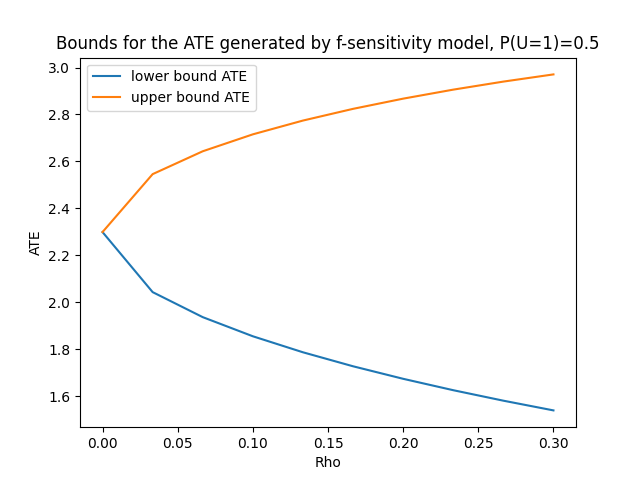 Bounds for the ATE generated by f-sensitivity model, P(U=1)=0.5
lower bound ATE
upper bound ATE
3.0
2.8
2.6
2.4
2.2
2.0
1.8
1.6
ATE
0.00 0.05 0.10 0.15 0.20 0.25 0.30
Rho